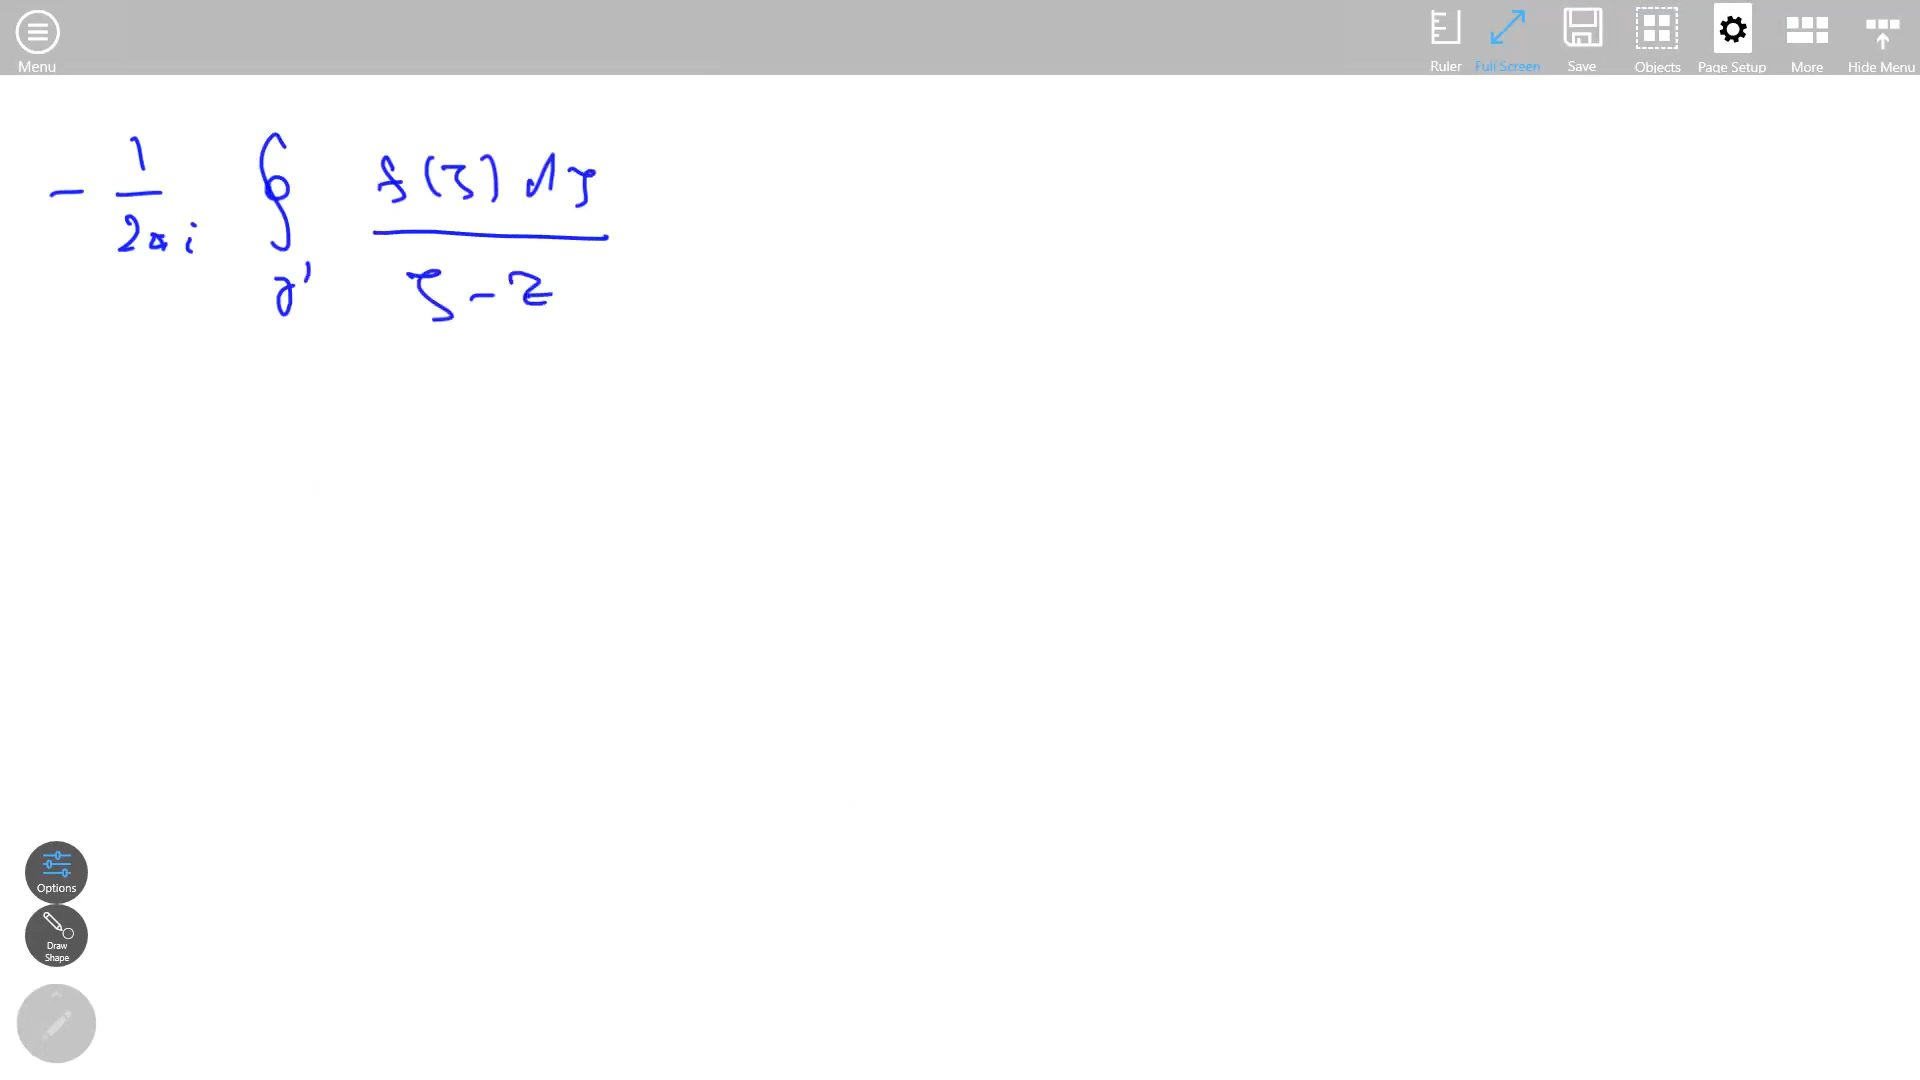 Menu
Ruler
Full Screen
Save
Objects
Page Setup
More
Hide Menu
- 1/(2πi) ∮_γ' f(ζ) dζ / (ζ - z)
Options
Draw
Shape